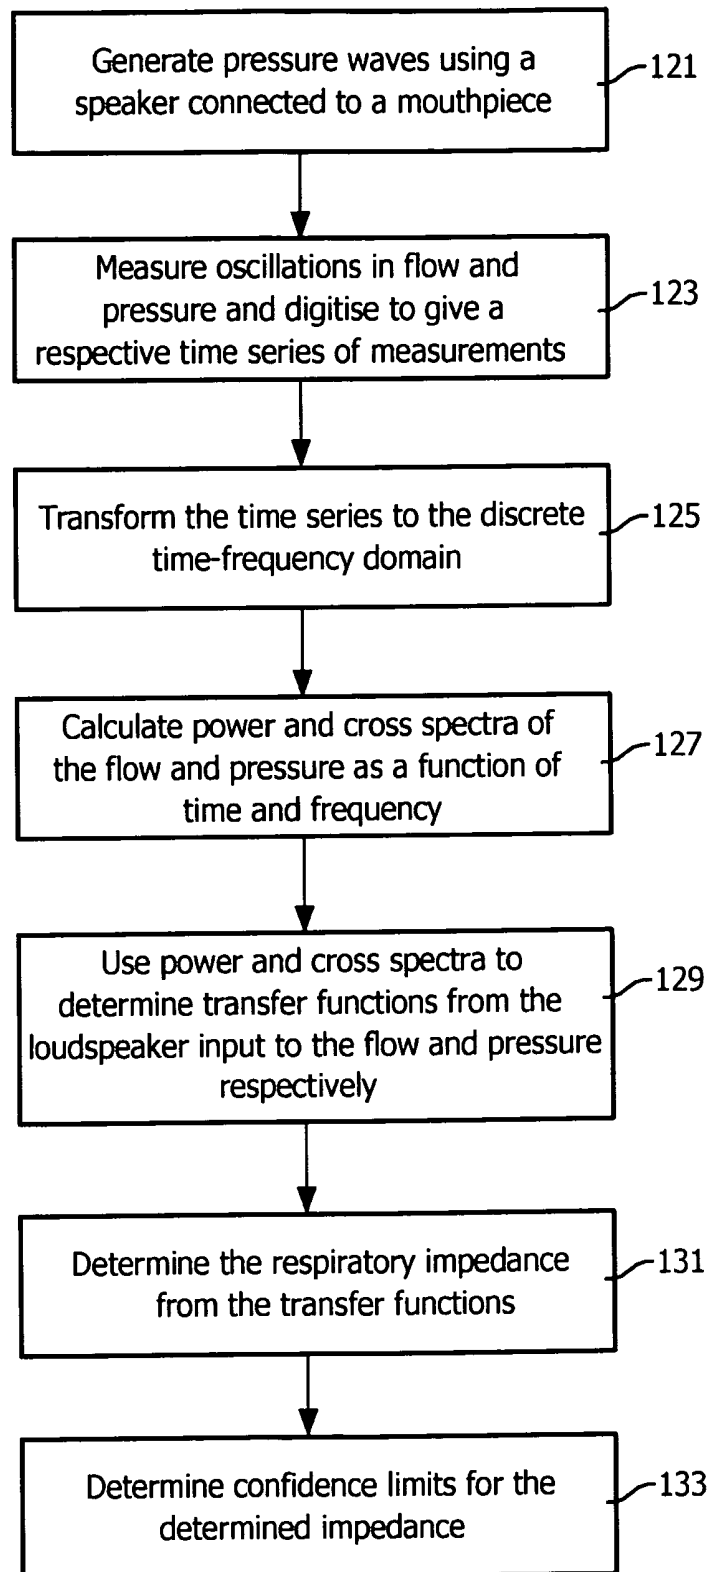 Generate pressure waves using a
speaker connected to a mouthpiece
121
Measure oscillations in flow and
pressure and digitise to give a
respective time series of measurements
123
Transform the time series to the discrete
time-frequency domain
125
Calculate power and cross spectra of
the flow and pressure as a function of
time and frequency
127
Use power and cross spectra to
determine transfer functions from the
loudspeaker input to the flow and pressure
respectively
129
Determine the respiratory impedance
from the transfer functions
131
Determine confidence limits for the
determined impedance
133